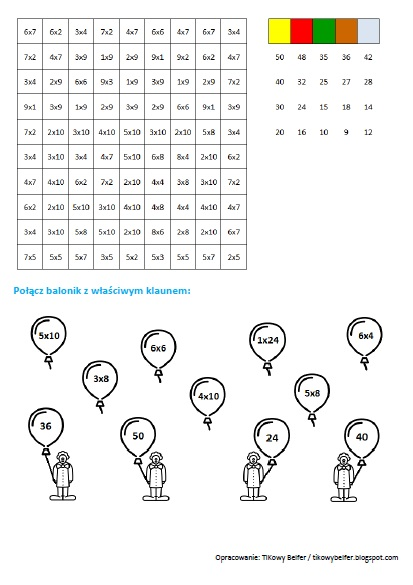 6x7 6x2 3x4 7x2 4x7 6x6 4x7 6x7 3x4
7x2 4x7 3x9 1x9 2x9 9x1 9x2 6x2 4x7
3x4 2x9 6x6 9x3 1x9 3x9 1x9 2x9 7x2
9x1 3x9 1x9 2x9 3x9 2x9 6x6 9x1 3x9
7x2 2x10 3x10 4x10 5x10 3x10 2x10 5x8 3x4
3x4 3x10 3x4 4x7 5x10 6x8 8x4 2x10 6x2
4x7 4x10 6x2 7x2 2x10 4x4 3x8 3x10 7x2
6x2 2x10 5x10 3x10 4x10 4x8 4x4 4x10 4x7
3x4 3x10 5x8 5x10 2x10 8x6 2x8 2x10 6x7
7x5 5x5 5x7 3x5 5x2 5x3 5x5 5x7 2x5
50 48 35 36 42
40 32 25 27 28
30 24 15 18 14
20 16 10 9 12
Połącz balonik z właściwym klaunem:
5x10 6x6 1x24 6x4
3x8 4x10 5x8
36 50 24 40
Opracowanie: TIKowy Belfer / tikowybelfer.blogspot.com